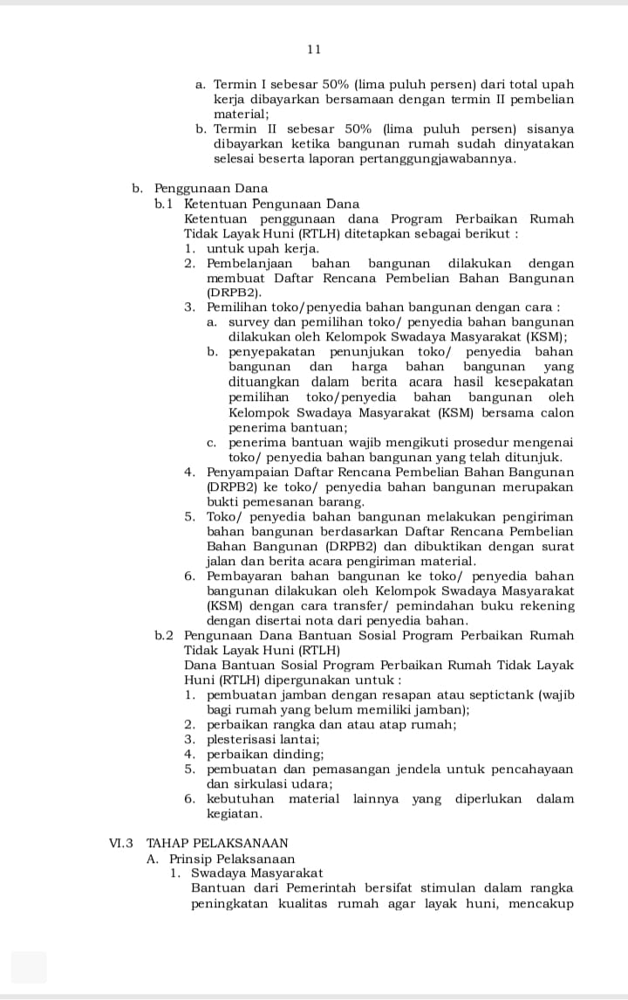 11
a. Termin I sebesar 50% (lima puluh persen) dari total upah
kerja dibayarkan bersamaan dengan termin II pembelian
material;
b. Termin II sebesar 50% (lima puluh persen) sisanya
dibayarkan ketika bangunan rumah sudah dinyatakan
selesai beserta laporan pertanggungjawabannya.
b. Penggunaan Dana
b.1 Ketentuan Pengunaan Dana
Ketentuan penggunaan dana Program Perbaikan Rumah
Tidak Layak Huni (RTLH) ditetapkan sebagai berikut :
1. untuk upah kerja.
2. Pembelanjaan bahan bangunan dilakukan dengan
membuat Daftar Rencana Pembelian Bahan Bangunan
(DRPB2).
3. Pemilihan toko/penyedia bahan bangunan dengan cara :
a. survey dan pemilihan toko/ penyedia bahan bangunan
dilakukan oleh Kelompok Swadaya Masyarakat (KSM);
b. penyepakatan penunjukan toko/ penyedia bahan
bangunan dan harga bahan bangunan yang
dituangkan dalam berita acara hasil kesepakatan
pemilihan toko/penyedia bahan bangunan oleh
Kelompok Swadaya Masyarakat (KSM) bersama calon
penerima bantuan;
c. penerima bantuan wajib mengikuti prosedur mengenai
toko/ penyedia bahan bangunan yang telah ditunjuk.
4. Penyampaian Daftar Rencana Pembelian Bahan Bangunan
(DRPB2) ke toko/ penyedia bahan bangunan merupakan
bukti pemesanan barang.
5. Toko/ penyedia bahan bangunan melakukan pengiriman
bahan bangunan berdasarkan Daftar Rencana Pembelian
Bahan Bangunan (DRPB2) dan dibuktikan dengan surat
jalan dan berita acara pengiriman material.
6. Pembayaran bahan bangunan ke toko/ penyedia bahan
bangunan dilakukan oleh Kelompok Swadaya Masyarakat
(KSM) dengan cara transfer/ pemindahan buku rekening
dengan disertai nota dari penyedia bahan.
b.2 Pengunaan Dana Bantuan Sosial Program Perbaikan Rumah
Tidak Layak Huni (RTLH)
Dana Bantuan Sosial Program Perbaikan Rumah Tidak Layak
Huni (RTLH) dipergunakan untuk :
1. pembuatan jamban dengan resapan atau septictank (wajib
bagi rumah yang belum memiliki jamban);
2. perbaikan rangka dan atau atap rumah;
3. plesterisasi lantai;
4. perbaikan dinding;
5. pembuatan dan pemasangan jendela untuk pencahayaan
dan sirkulasi udara;
6. kebutuhan material lainnya yang diperlukan dalam
kegiatan.
VI.3 TAHAP PELAKSANAAN
A. Prinsip Pelaksanaan
1. Swadaya Masyarakat
Bantuan dari Pemerintah bersifat stimulan dalam rangka
peningkatan kualitas rumah agar layak huni, mencakup